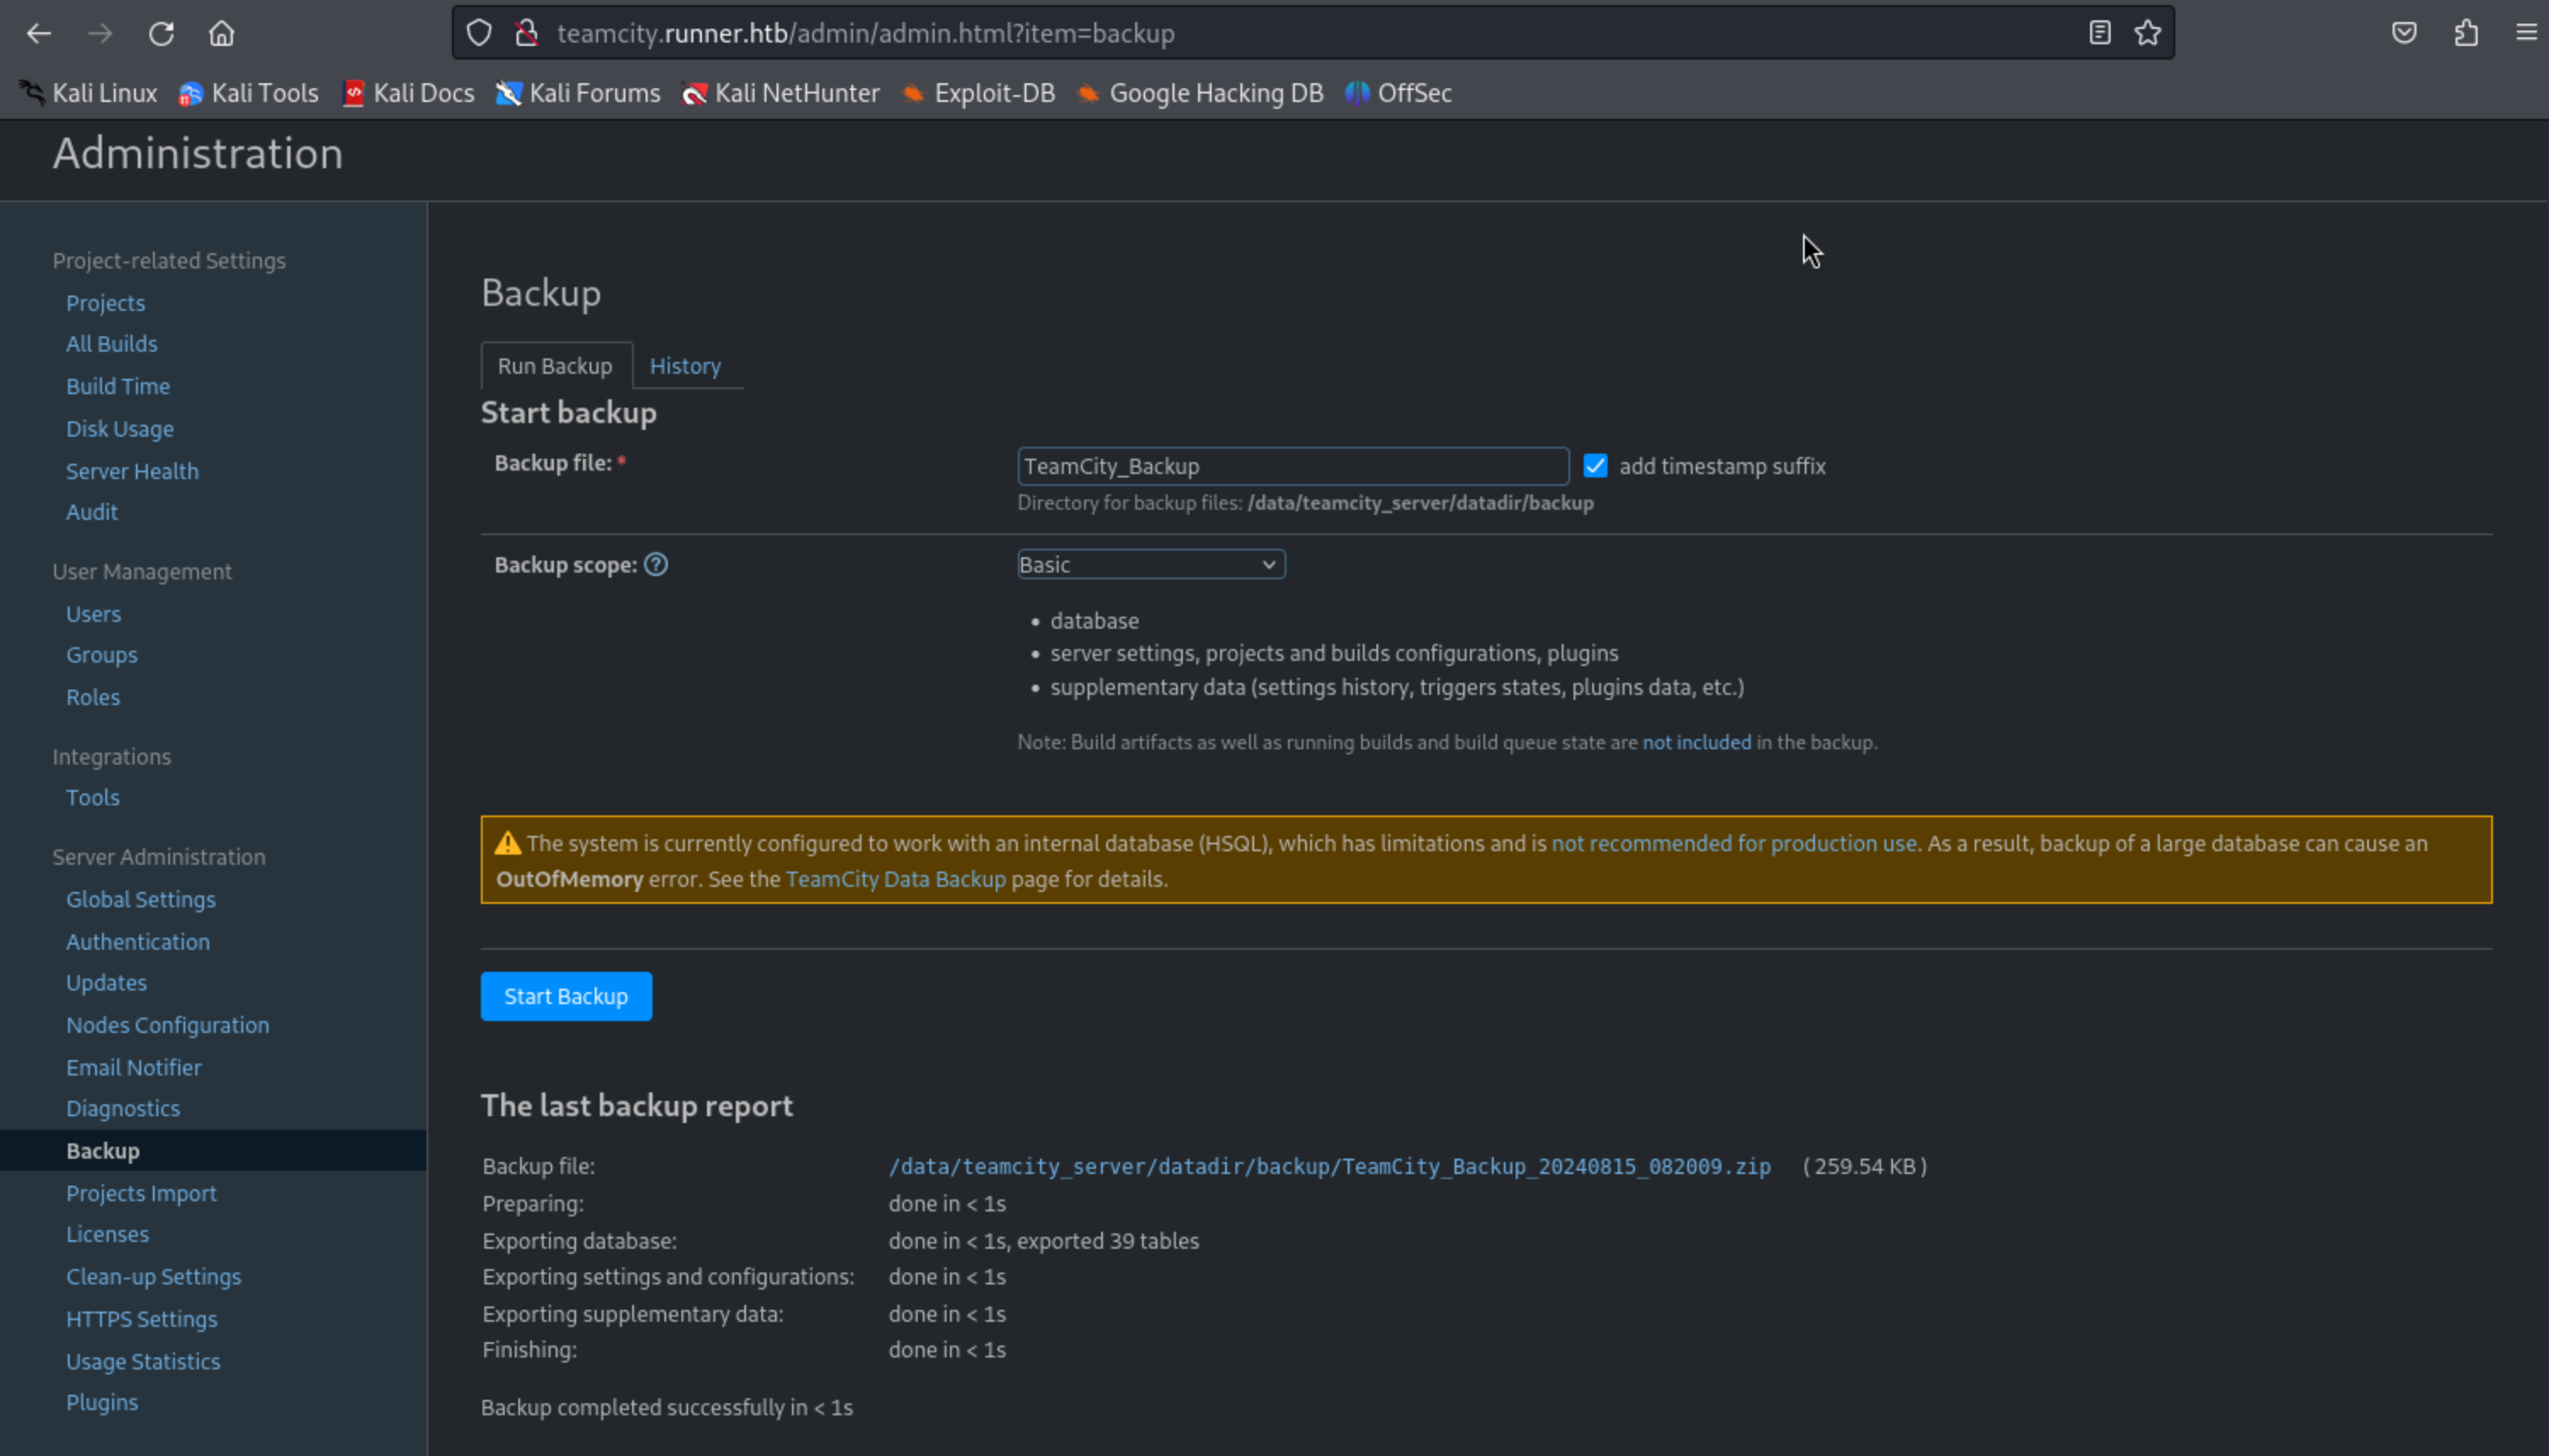 teamcity.runner.htb/admin/admin.html?item=backup
Kali Linux Kali Tools Kali Docs Kali Forums Kali NetHunter Exploit-DB Google Hacking DB OffSec
Administration
Project-related Settings
Projects
All Builds
Build Time
Disk Usage
Server Health
Audit
User Management
Users
Groups
Roles
Integrations
Tools
Server Administration
Global Settings
Authentication
Updates
Nodes Configuration
Email Notifier
Diagnostics
Backup
Projects Import
Licenses
Clean-up Settings
HTTPS Settings
Usage Statistics
Plugins
Backup
Run Backup History
Start backup
Backup file: * TeamCity_Backup add timestamp suffix
Directory for backup files: /data/teamcity_server/datadir/backup
Backup scope: ? Basic
• database
• server settings, projects and builds configurations, plugins
• supplementary data (settings history, triggers states, plugins data, etc.)
Note: Build artifacts as well as running builds and build queue state are not included in the backup.
The system is currently configured to work with an internal database (HSQL), which has limitations and is not recommended for production use. As a result, backup of a large database can cause an
OutOfMemory error. See the TeamCity Data Backup page for details.
Start Backup
The last backup report
Backup file: /data/teamcity_server/datadir/backup/TeamCity_Backup_20240815_082009.zip ( 259.54 KB )
Preparing: done in < 1s
Exporting database: done in < 1s, exported 39 tables
Exporting settings and configurations: done in < 1s
Exporting supplementary data: done in < 1s
Finishing: done in < 1s
Backup completed successfully in < 1s